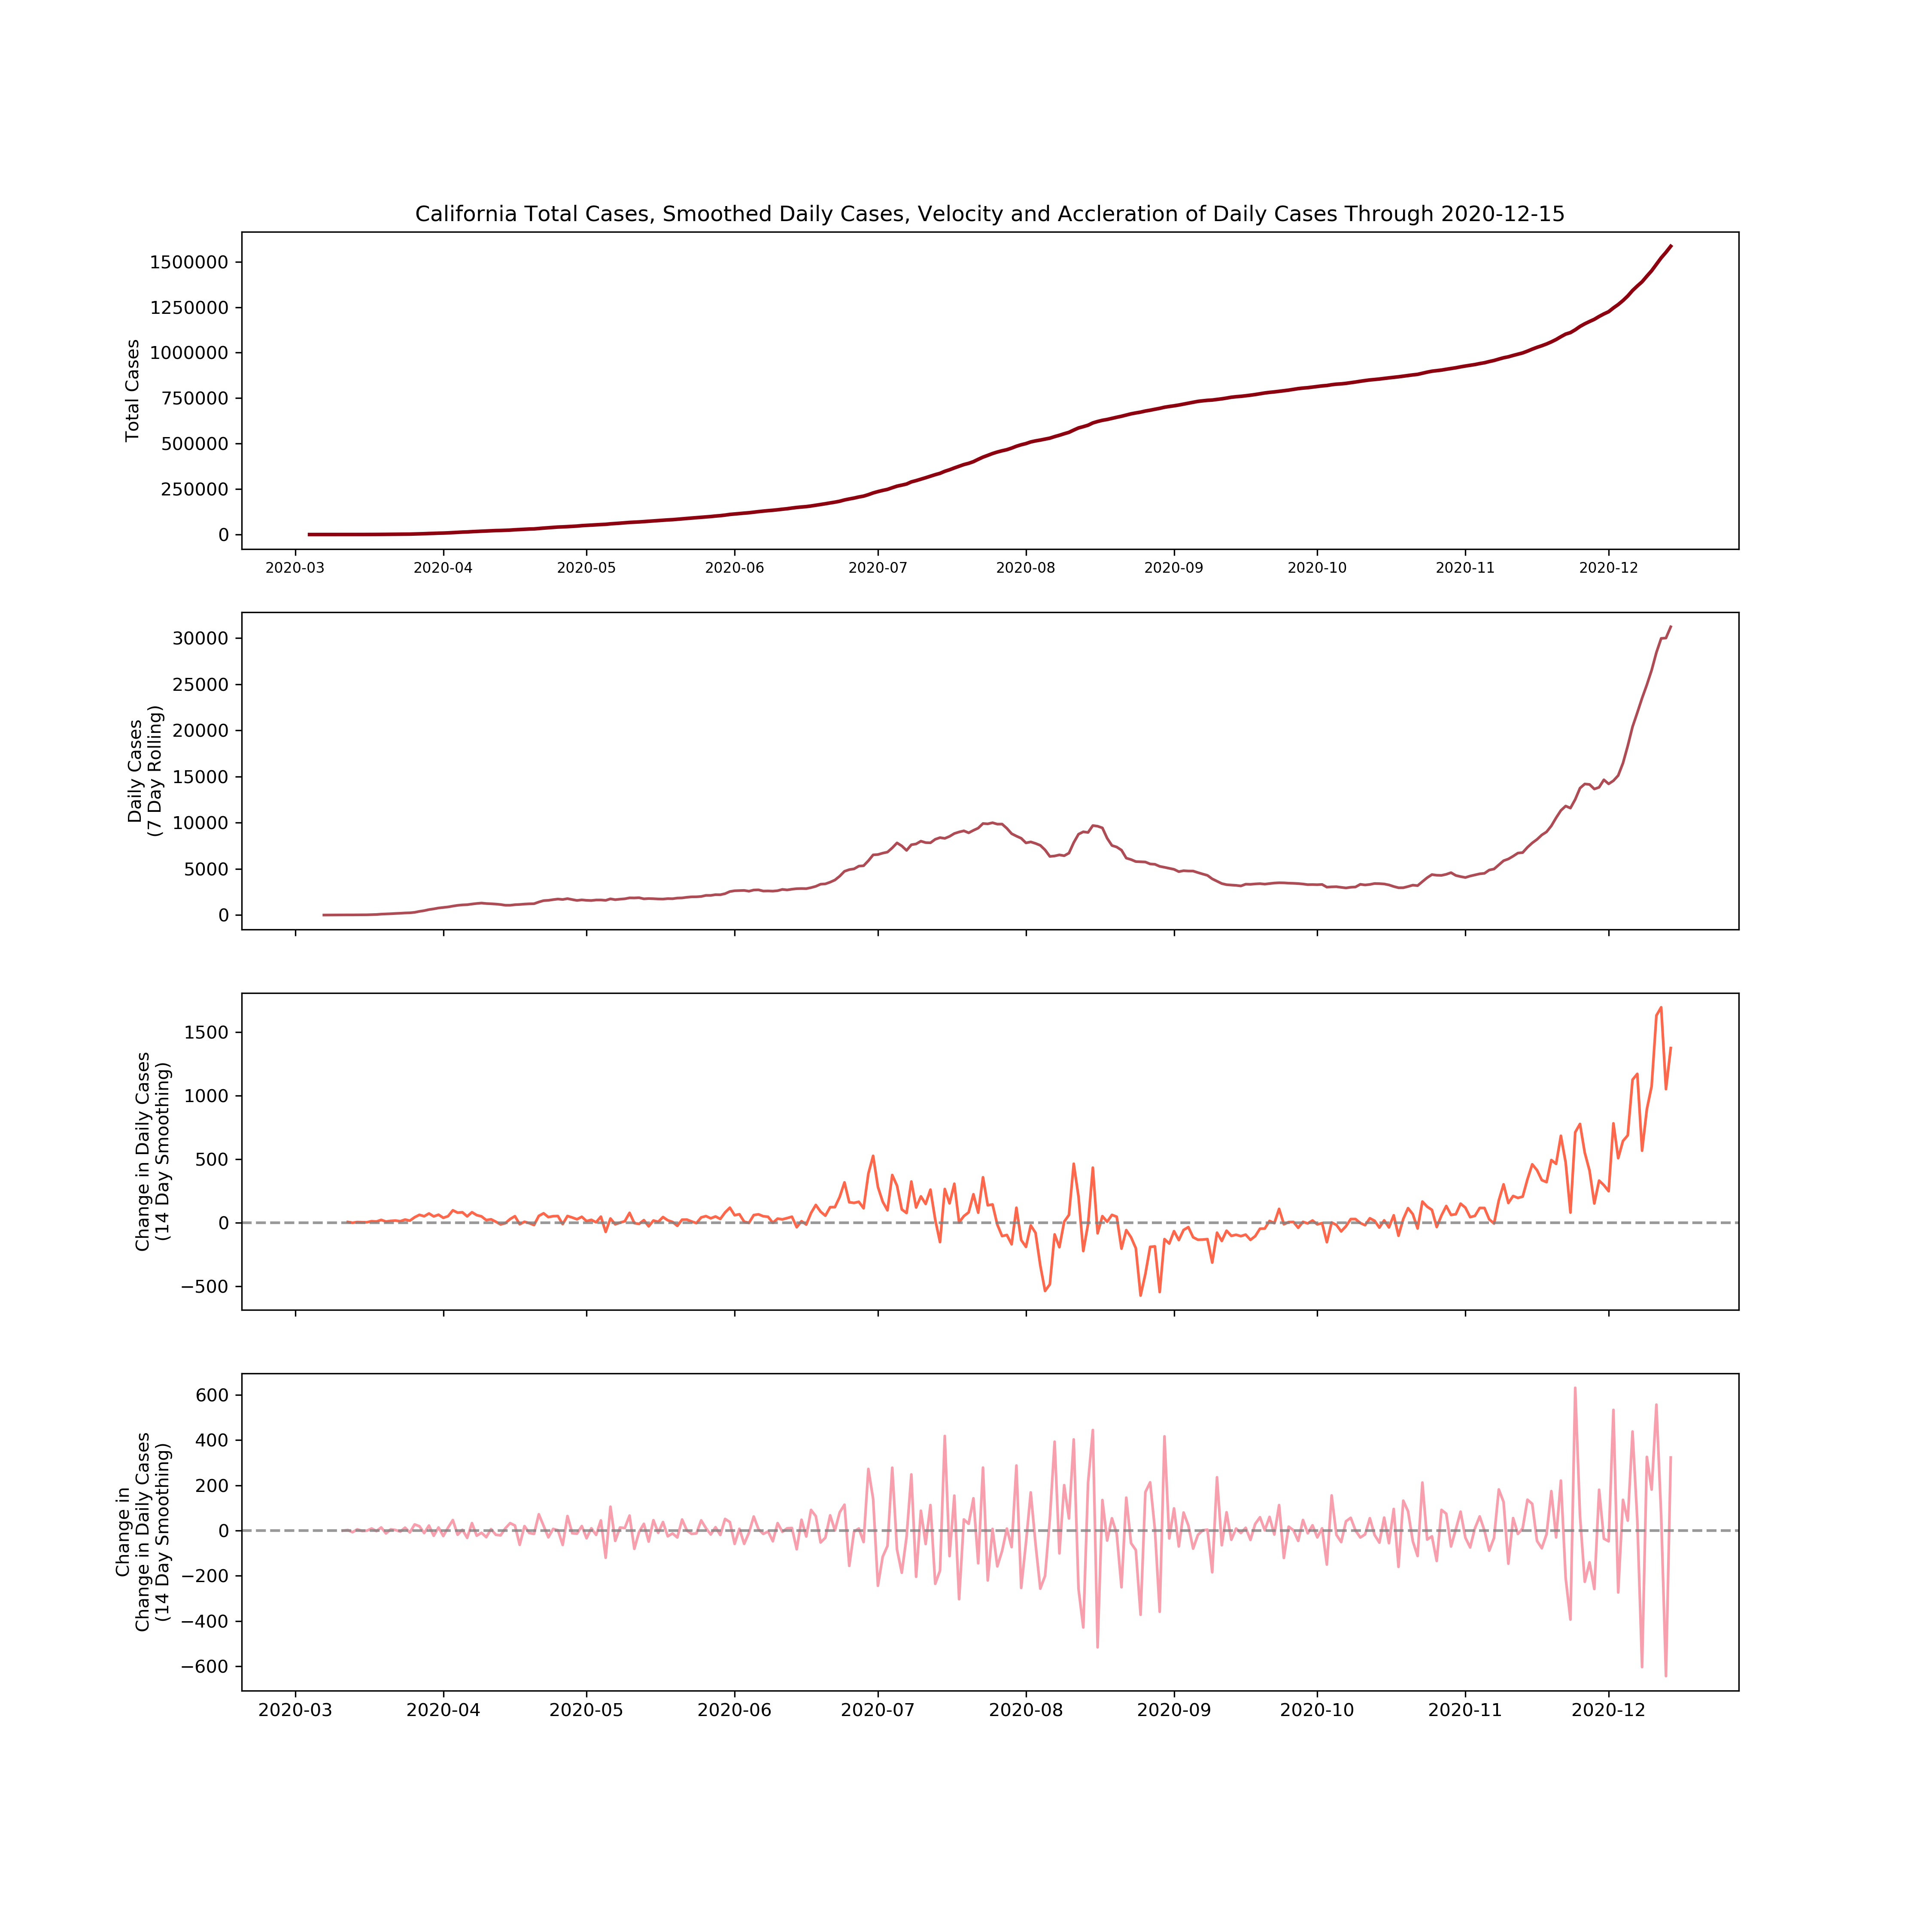 California Total Cases, Smoothed Daily Cases, Velocity and Accleration of Daily Cases Through 2020-12-15
Total Cases
1500000
1250000
1000000
750000
500000
250000
0
2020-03 2020-04 2020-05 2020-06 2020-07 2020-08 2020-09 2020-10 2020-11 2020-12
Daily Cases
(7 Day Rolling)
30000
25000
20000
15000
10000
5000
0
Change in Daily Cases
(14 Day Smoothing)
1500
1000
500
0
−500
Change in
Change in Daily Cases
(14 Day Smoothing)
600
400
200
0
−200
−400
−600
2020-03 2020-04 2020-05 2020-06 2020-07 2020-08 2020-09 2020-10 2020-11 2020-12